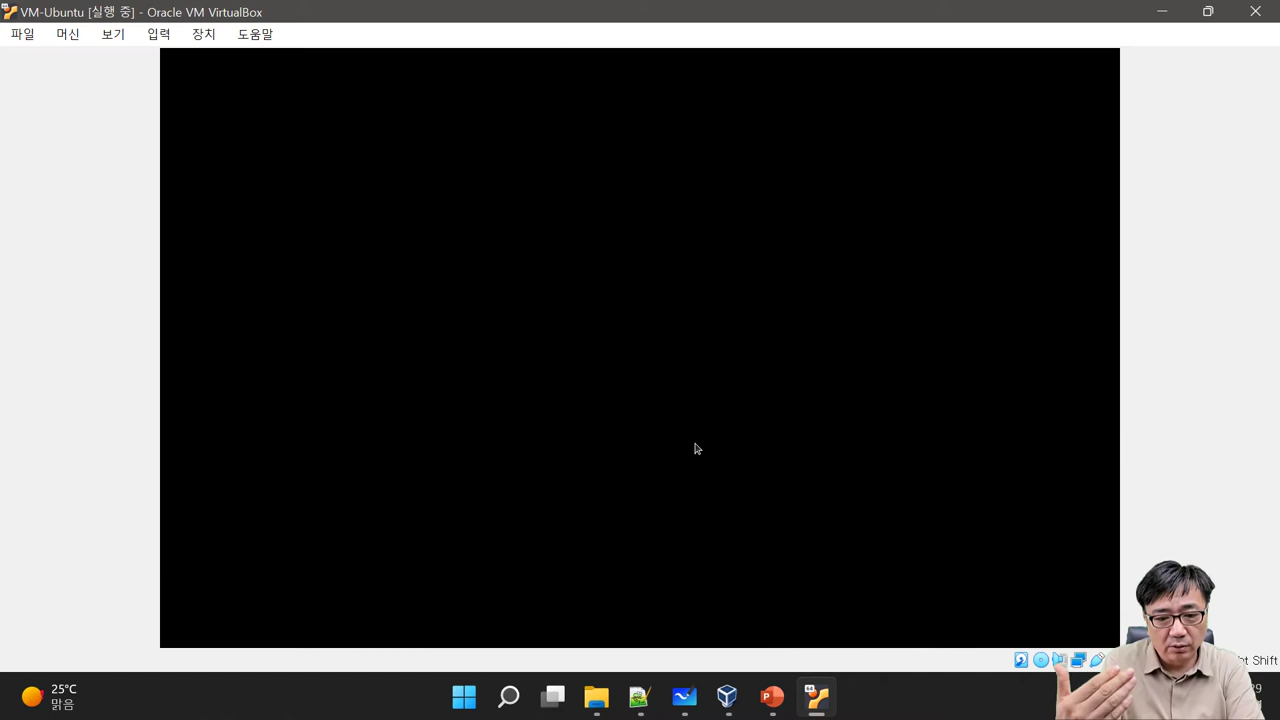 VM-Ubuntu [실행 중] - Oracle VM VirtualBox
파일 머신 보기 입력 장치 도움말
Shift
25°C
맑음